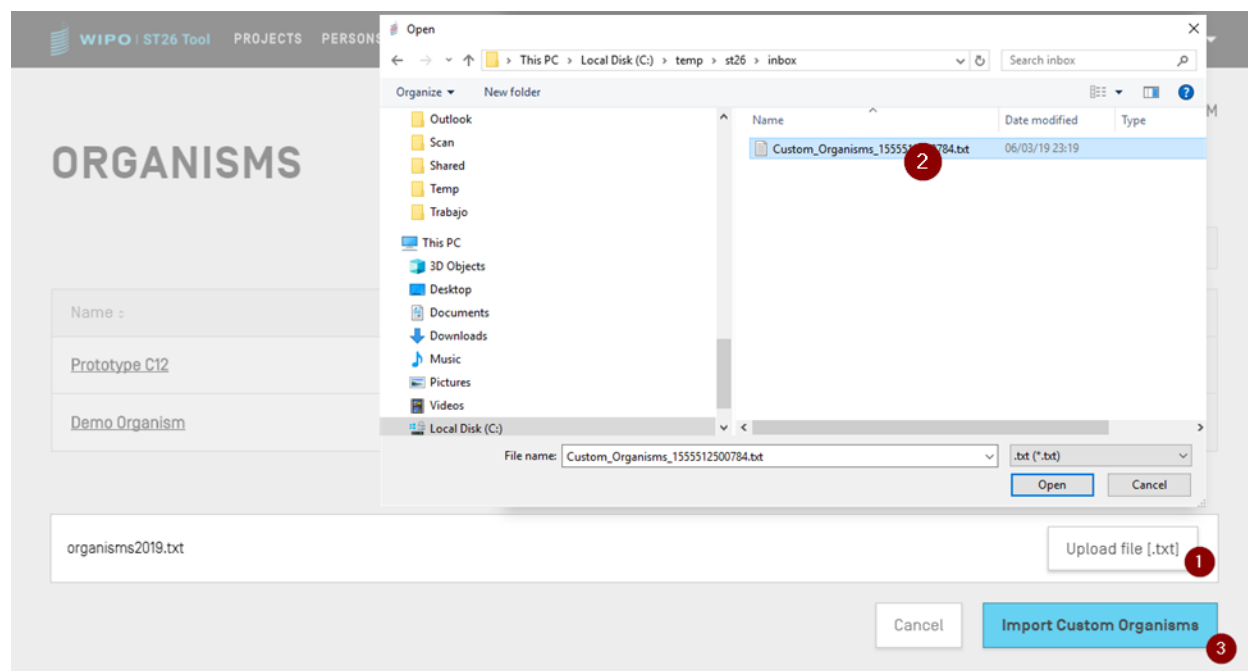 WIPO | ST26 Tool PROJECTS PERSONS
ORGANISMS
Name
Prototype C12
Demo Organism
Open
This PC > Local Disk (C:) > temp > st26 > inbox
Search inbox
Organize
New folder
Outlook
Scan
Shared
Temp
Trabajo
This PC
3D Objects
Desktop
Documents
Downloads
Music
Pictures
Videos
Local Disk (C:)
Name Date modified Type
Custom_Organisms_15555 784.txt 06/03/19 23:19
2
File name: Custom_Organisms_1555512500784.txt
.txt (*.txt)
Open Cancel
M
organisms2019.txt
Upload file [.txt]
1
Cancel
Import Custom Organisms
3